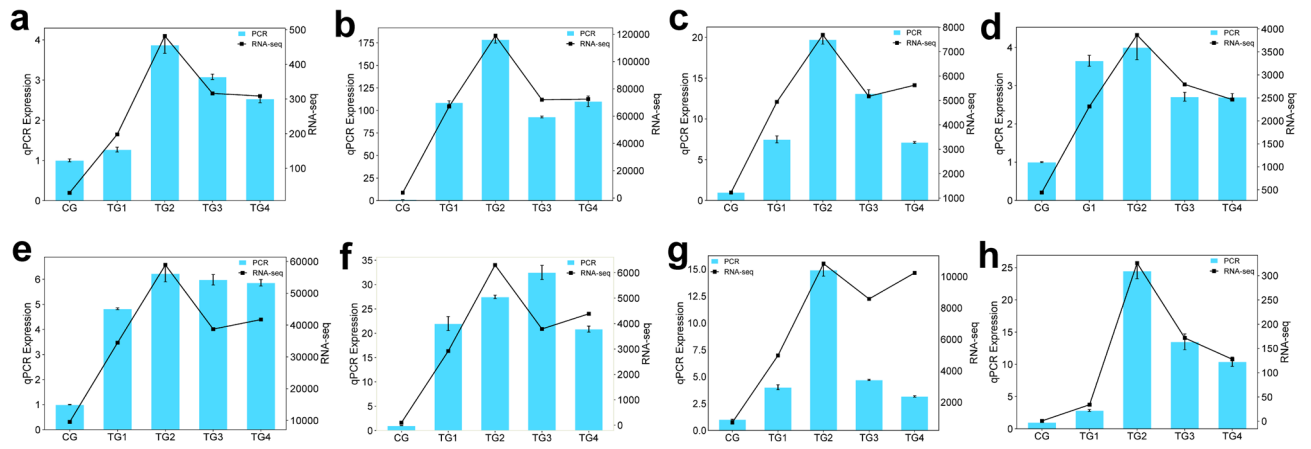 a
PCR
RNA-seq
qPCR Expression
4
3
2
1
0
500
400
300
200
100
RNA-seq
CG TG1 TG2 TG3 TG4
b
PCR
RNA-seq
qPCR Expression
175
150
125
100
75
50
25
0
120000
100000
80000
60000
40000
20000
0
RNA-seq
CG TG1 TG2 TG3 TG4
c
PCR
RNA-seq
qPCR Expression
20
15
10
5
0
8000
7000
6000
5000
4000
3000
2000
1000
RNA-seq
CG TG1 TG2 TG3 TG4
d
PCR
RNA-seq
qPCR Expression
4
3
2
1
0
4000
3500
3000
2500
2000
1500
1000
500
RNA-seq
CG G1 TG2 TG3 TG4
e
PCR
RNA-seq
qPCR Expression
6
5
4
3
2
1
0
60000
50000
40000
30000
20000
10000
RNA-seq
CG TG1 TG2 TG3 TG4
f
PCR
RNA-seq
qPCR Expression
35
30
25
20
15
10
5
0
6000
5000
4000
3000
2000
1000
0
RNA-seq
CG TG1 TG2 TG3 TG4
g
PCR
RNA-seq
qPCR Expression
15.0
12.5
10.0
7.5
5.0
2.5
0.0
10000
8000
6000
4000
2000
RNA-seq
CG TG1 TG2 TG3 TG4
h
PCR
RNA-seq
qPCR Expression
25
20
15
10
5
0
300
250
200
150
100
50
0
RNA-seq
CG TG1 TG2 TG3 TG4